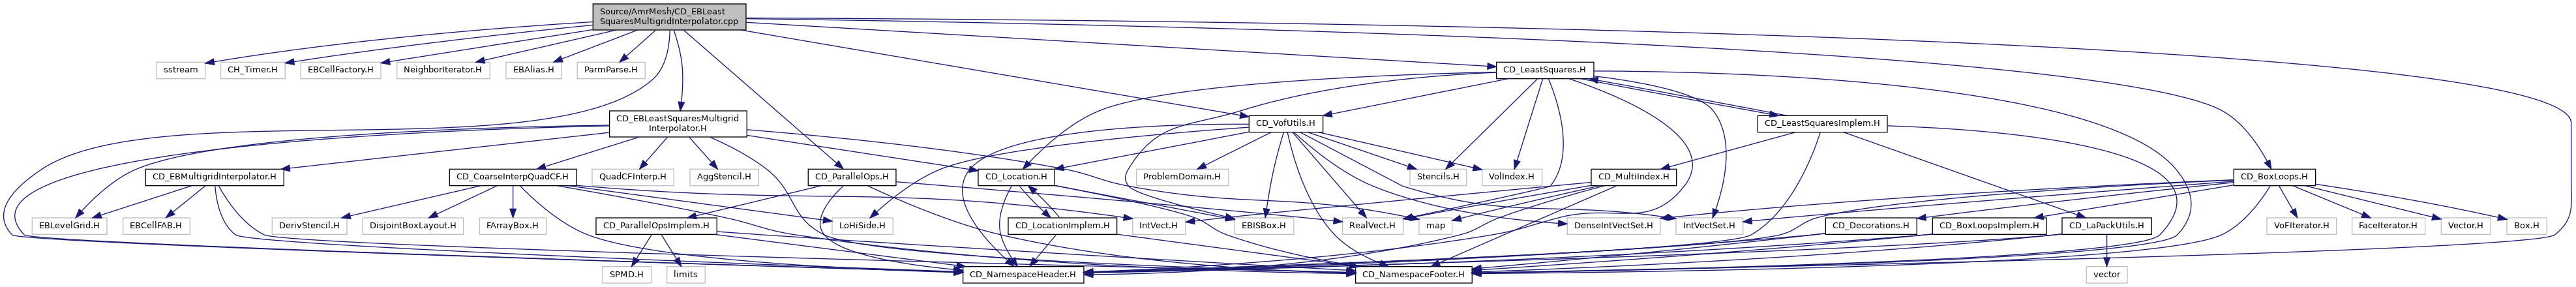 Source/AmrMesh/CD_EBLeast
SquaresMultigridInterpolator.cpp
sstream
CH_Timer.H
EBCellFactory.H
NeighborIterator.H
EBAlias.H
ParmParse.H
CD_LeastSquares.H
CD_EBLeastSquaresMultigrid
Interpolator.H
CD_VofUtils.H
CD_LeastSquaresImplem.H
CD_EBMultigridInterpolator.H
CD_CoarseInterpQuadCF.H
QuadCFInterp.H
AggStencil.H
CD_ParallelOps.H
CD_Location.H
ProblemDomain.H
Stencils.H
VolIndex.H
CD_MultiIndex.H
CD_BoxLoops.H
EBLevelGrid.H
EBCellFAB.H
DerivStencil.H
DisjointBoxLayout.H
FArrayBox.H
CD_ParallelOpsImplem.H
LoHiSide.H
CD_LocationImplem.H
IntVect.H
EBISBox.H
RealVect.H
map
DenseIntVectSet.H
IntVectSet.H
CD_Decorations.H
CD_BoxLoopsImplem.H
CD_LaPackUtils.H
VoFIterator.H
FaceIterator.H
Vector.H
Box.H
SPMD.H
limits
CD_NamespaceHeader.H
CD_NamespaceFooter.H
vector